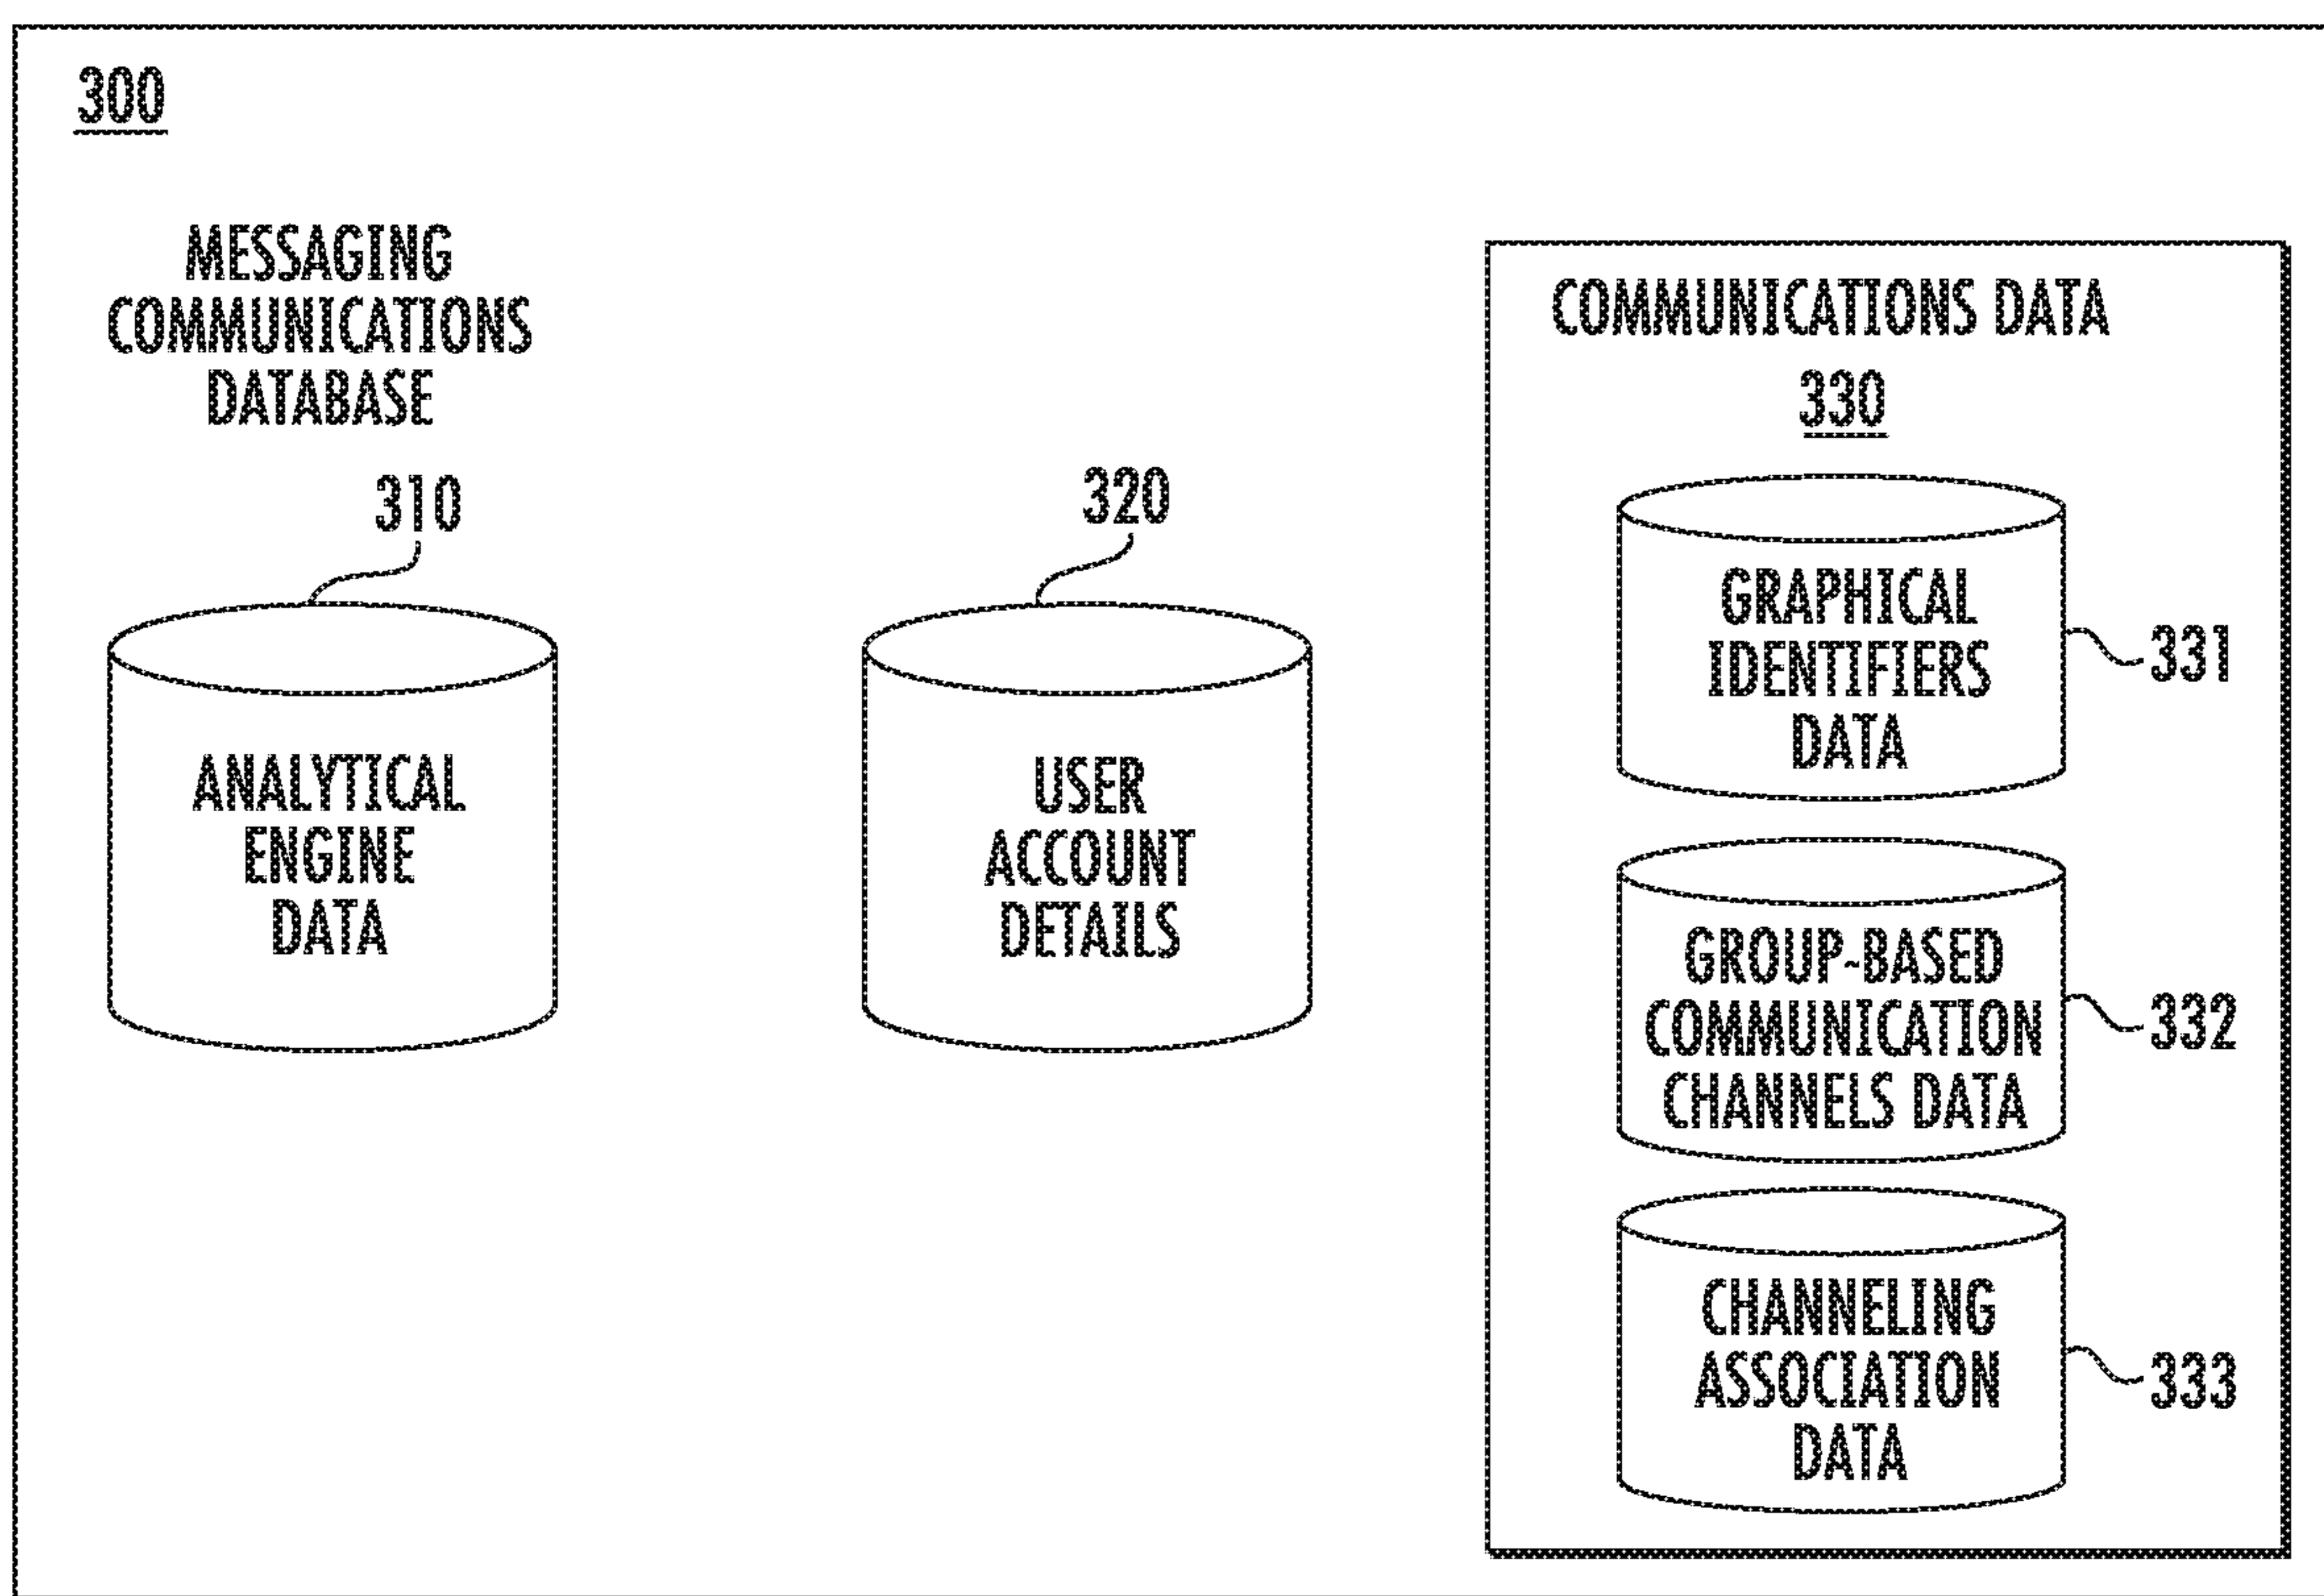 300
MESSAGING
COMMUNICATIONS
DATABASE
310
ANALYTICAL
ENGINE
DATA
320
USER
ACCOUNT
DETAILS
COMMUNICATIONS DATA
330
GRAPHICAL
IDENTIFIERS
DATA
331
GROUP-BASED
COMMUNICATION
CHANNELS DATA
332
CHANNELING
ASSOCIATION
DATA
333